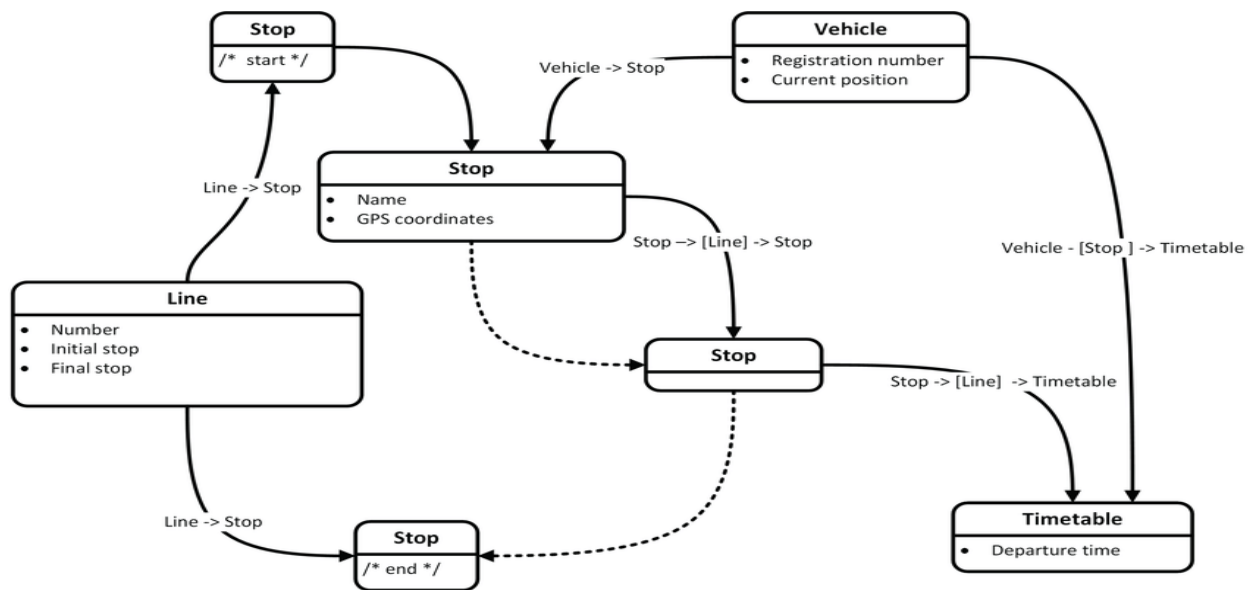 Stop
/* start */
Vehicle
• Registration number
• Current position
Vehicle -> Stop
Stop
• Name
• GPS coordinates
Line -> Stop
Stop –> [Line] -> Stop
Vehicle - [Stop ] -> Timetable
Line
• Number
• Initial stop
• Final stop
Stop
Stop -> [Line] -> Timetable
Line -> Stop
Stop
/* end */
Timetable
• Departure time